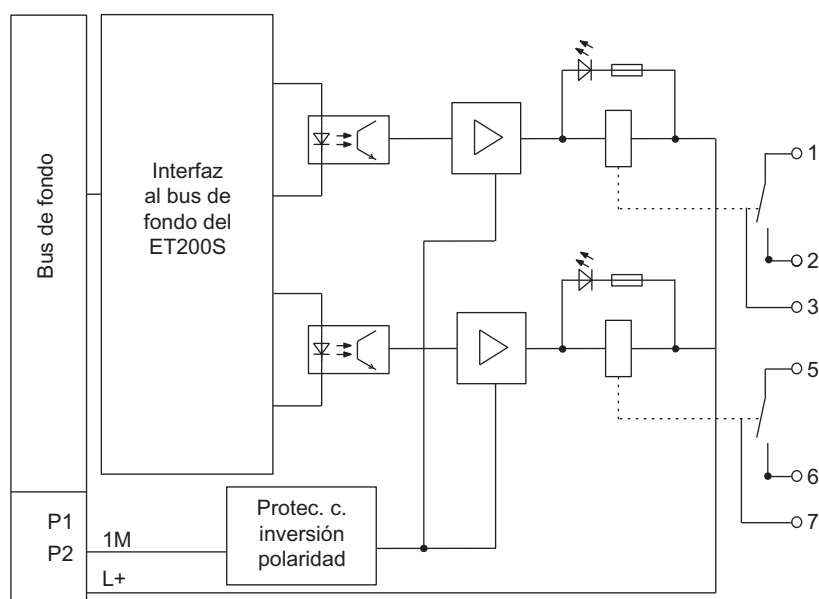 Bus de fondo
Interfaz
al bus de
fondo del
ET200S
1
2
3
5
6
7
P1
P2
1M
L+
Protec. c.
inversión
polaridad